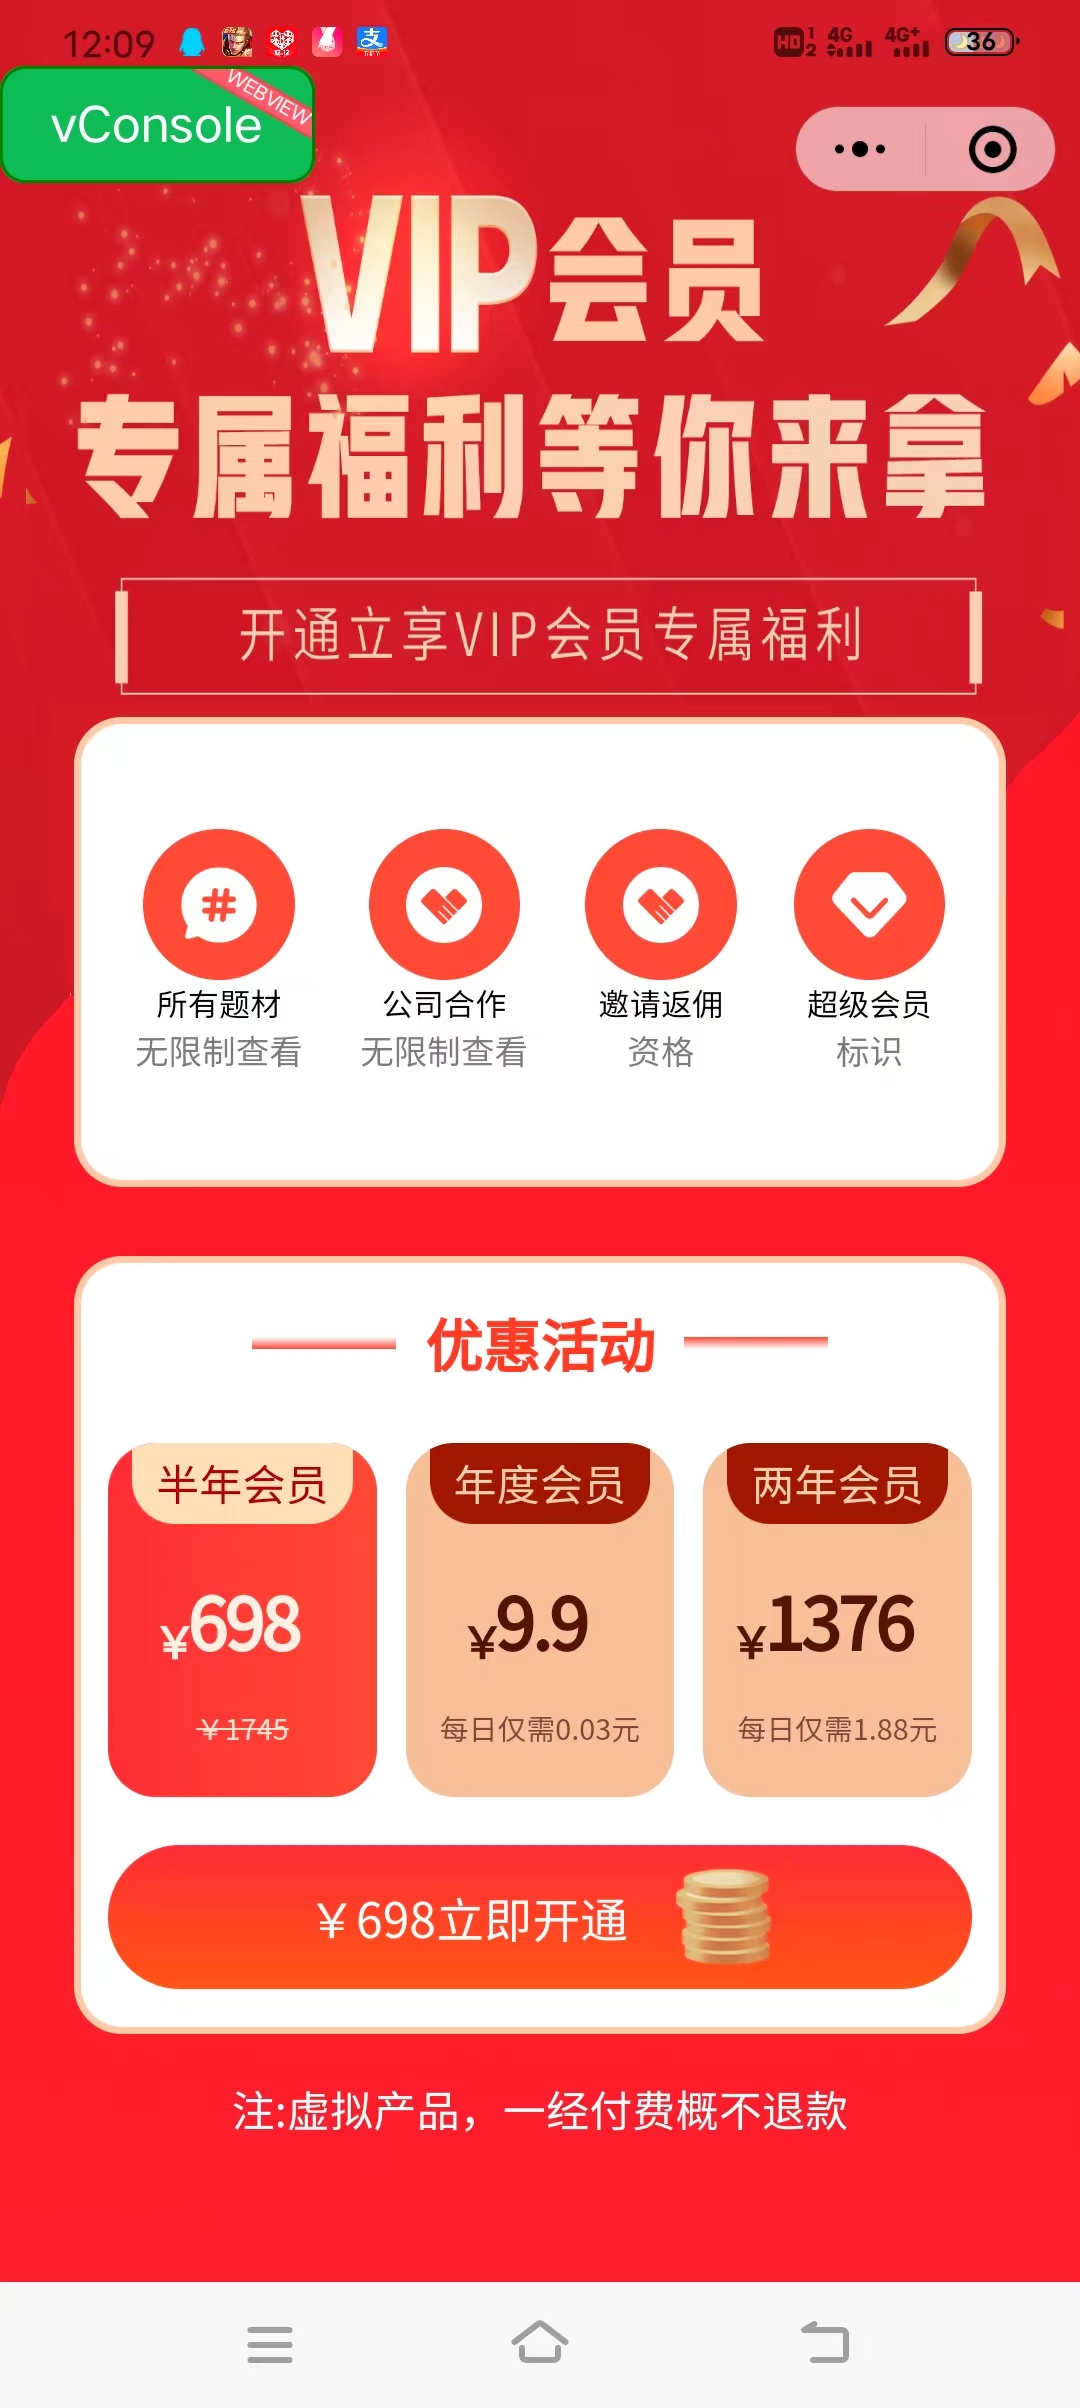 12:09
HD 1 2 4G 4G+ 36
vConsole
WEBVIEW
VIP会员
专属福利等你来拿
开通立享VIP会员专属福利
所有题材 公司合作 邀请返佣 超级会员
无限制查看 无限制查看 资格 标识
优惠活动
半年会员 年度会员 两年会员
¥698 ¥9.9 ¥1376
￥1745 每日仅需0.03元 每日仅需1.88元
￥698立即开通
注:虚拟产品，一经付费概不退款